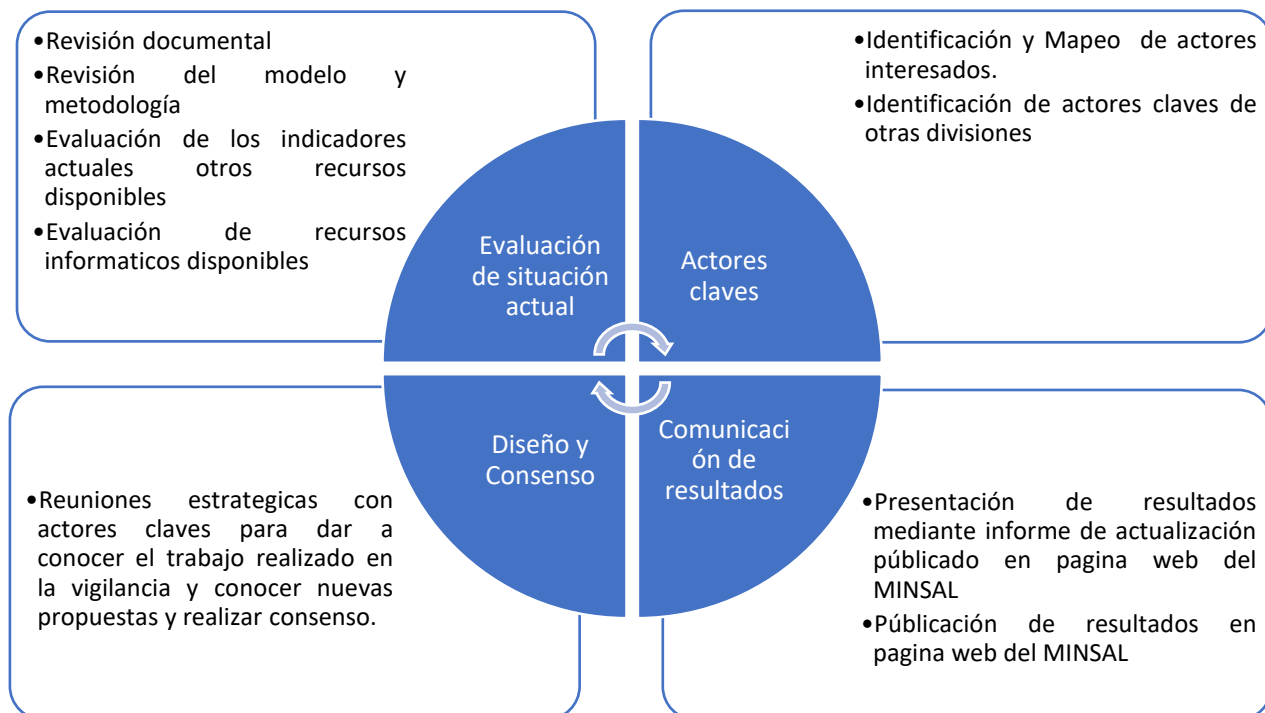 •Revisión documental
•Revisión del modelo y
metodología
•Evaluación de los indicadores
actuales otros recursos
disponibles
•Evaluación de recursos
informaticos disponibles
•Identificación y Mapeo de actores
interesados.
•Identificación de actores claves de
otras divisiones
Evaluación
de situación
actual
Actores
claves
Diseño y
Consenso
Comunicaci
ón de
resultados
•Reuniones estrategicas con
actores claves para dar a
conocer el trabajo realizado en
la vigilancia y conocer nuevas
propuestas y realizar consenso.
•Presentación de resultados
mediante informe de actualización
públicado en pagina web del
MINSAL
•Públicación de resultados en
pagina web del MINSAL